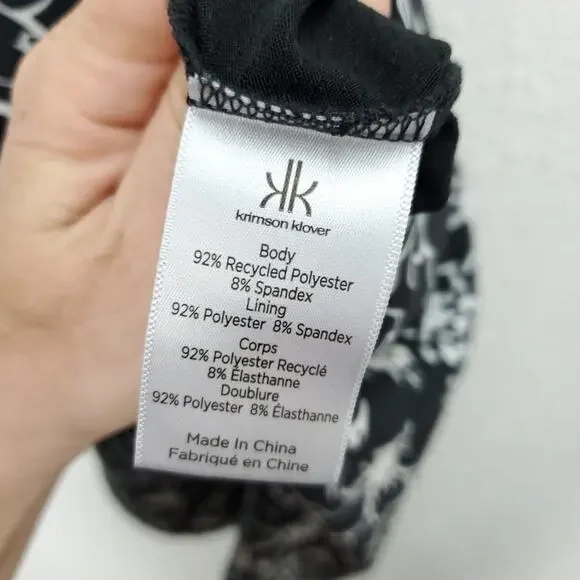 kk
krimson klover
Body
92% Recycled Polyester
8% Spandex
Lining
92% Polyester 8% Spandex
Corps
92% Polyester Recyclé
8% Élasthanne
Doublure
92% Polyester 8% Élasthanne
Made In China
Fabriqué en Chine